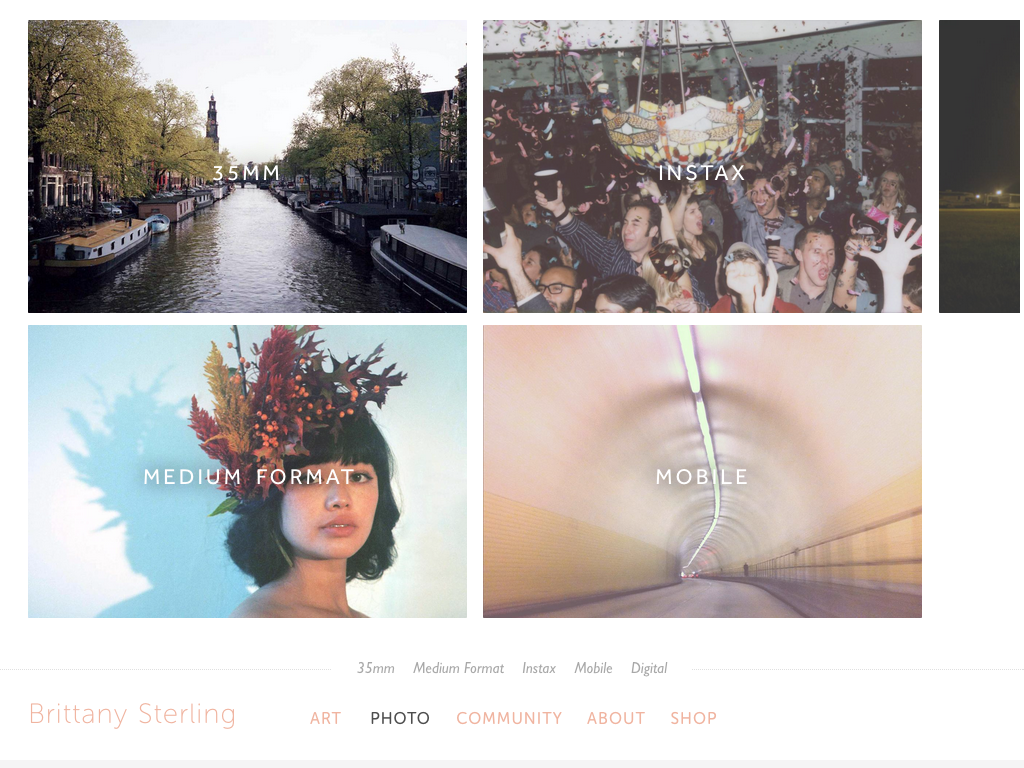 35MM
INSTAX
MEDIUM FORMAT
MOBILE
35mm Medium Format Instax Mobile Digital
Brittany Sterling
ART PHOTO COMMUNITY ABOUT SHOP